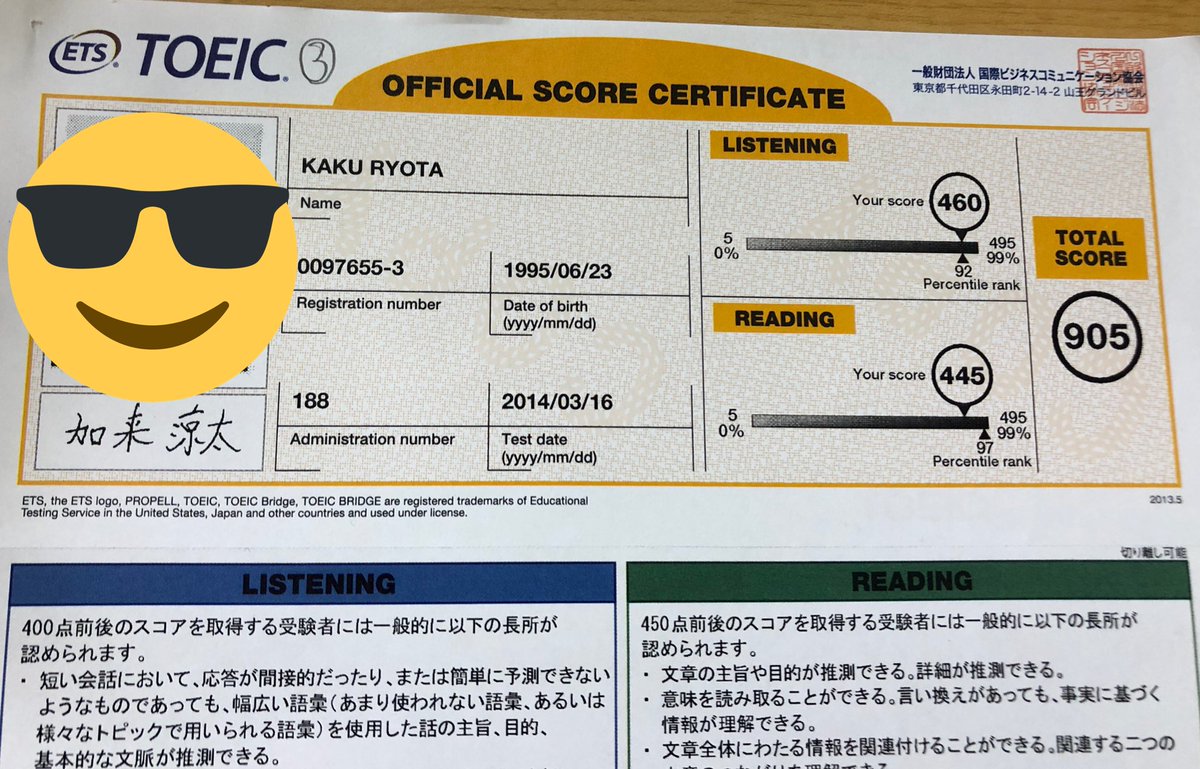 ETS® TOEIC® ③
OFFICIAL SCORE CERTIFICATE
一般財団法人 国際ビジネスコミュニケーション協会
東京都千代田区永田町2-14-2 山王グランドビル
KAKU RYOTA
Name
0097655-3
Registration number
1995/06/23
Date of birth
(yyyy/mm/dd)
188
Administration number
2014/03/16
Test date
(yyyy/mm/dd)
加来 涼太
LISTENING
Your score 460
5
0%
495
99%
92
Percentile rank
READING
Your score 445
5
0%
495
99%
97
Percentile rank
TOTAL
SCORE
905
ETS, the ETS logo, PROPELL, TOEIC, TOEIC Bridge, TOEIC BRIDGE are registered trademarks of Educational
Testing Service in the United States, Japan and other countries and used under license.
2013.5
切り離し可能
LISTENING
400点前後のスコアを取得する受験者には一般的に以下の長所が
認められます。
・ 短い会話において、応答が間接的だったり、または簡単に予測できない
ようなものであっても、幅広い語彙(あまり使われない語彙、あるいは
様々なトピックで用いられる語彙)を使用した話の主旨、目的、
基本的な文脈が推測できる。
READING
450点前後のスコアを取得する受験者には一般的に以下の長所が
認められます。
・ 文章の主旨や目的が推測できる。詳細が推測できる。
・ 意味を読み取ることができる。言い換えがあっても、事実に基づく
情報が理解できる。
・ 文章全体にわたる情報を関連付けることができる。関連する二つの